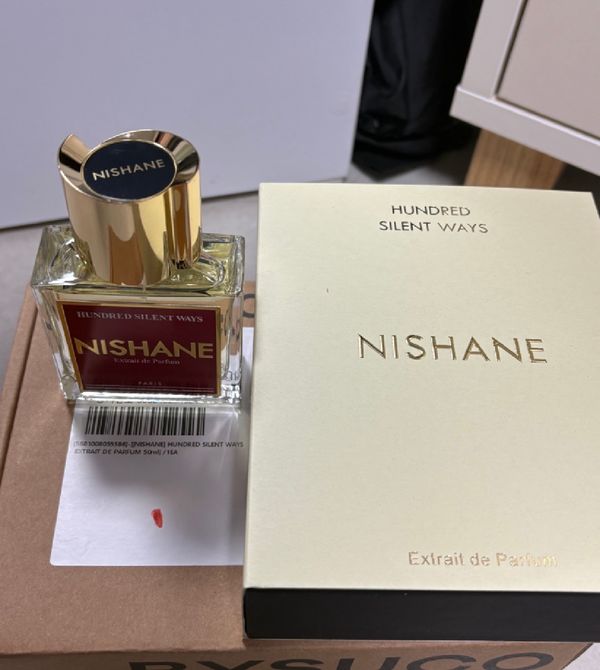 NISHANE
HUNDRED SILENT WAYS
NISHANE
Extrait de Parfum
PARIS
HUNDRED
SILENT WAYS
NISHANE
Extrait de Parfum
[NISHANE] HUNDRED SILENT WAYS
EXTRAIT DE PARFUM 50ml] /1EA